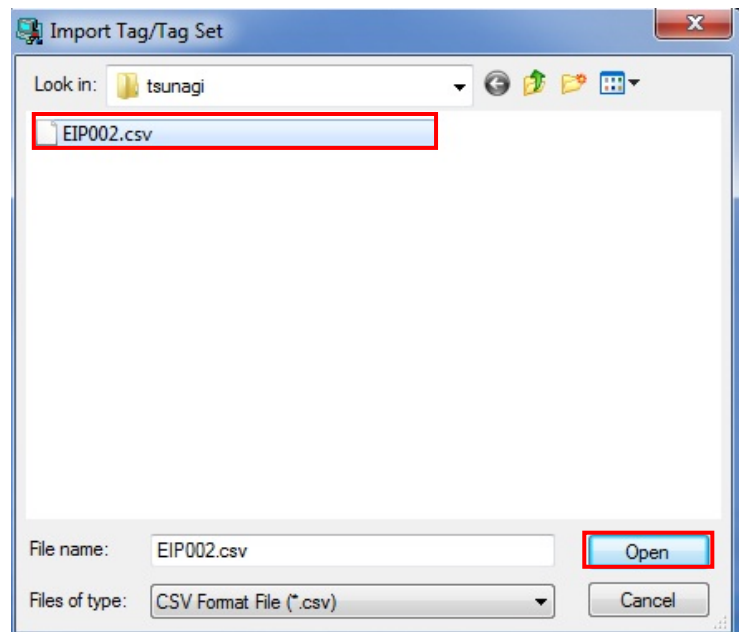 Import Tag/Tag Set
Look in: tsunagi
EIP002.csv
File name: EIP002.csv
Open
Files of type: CSV Format File (*.csv)
Cancel